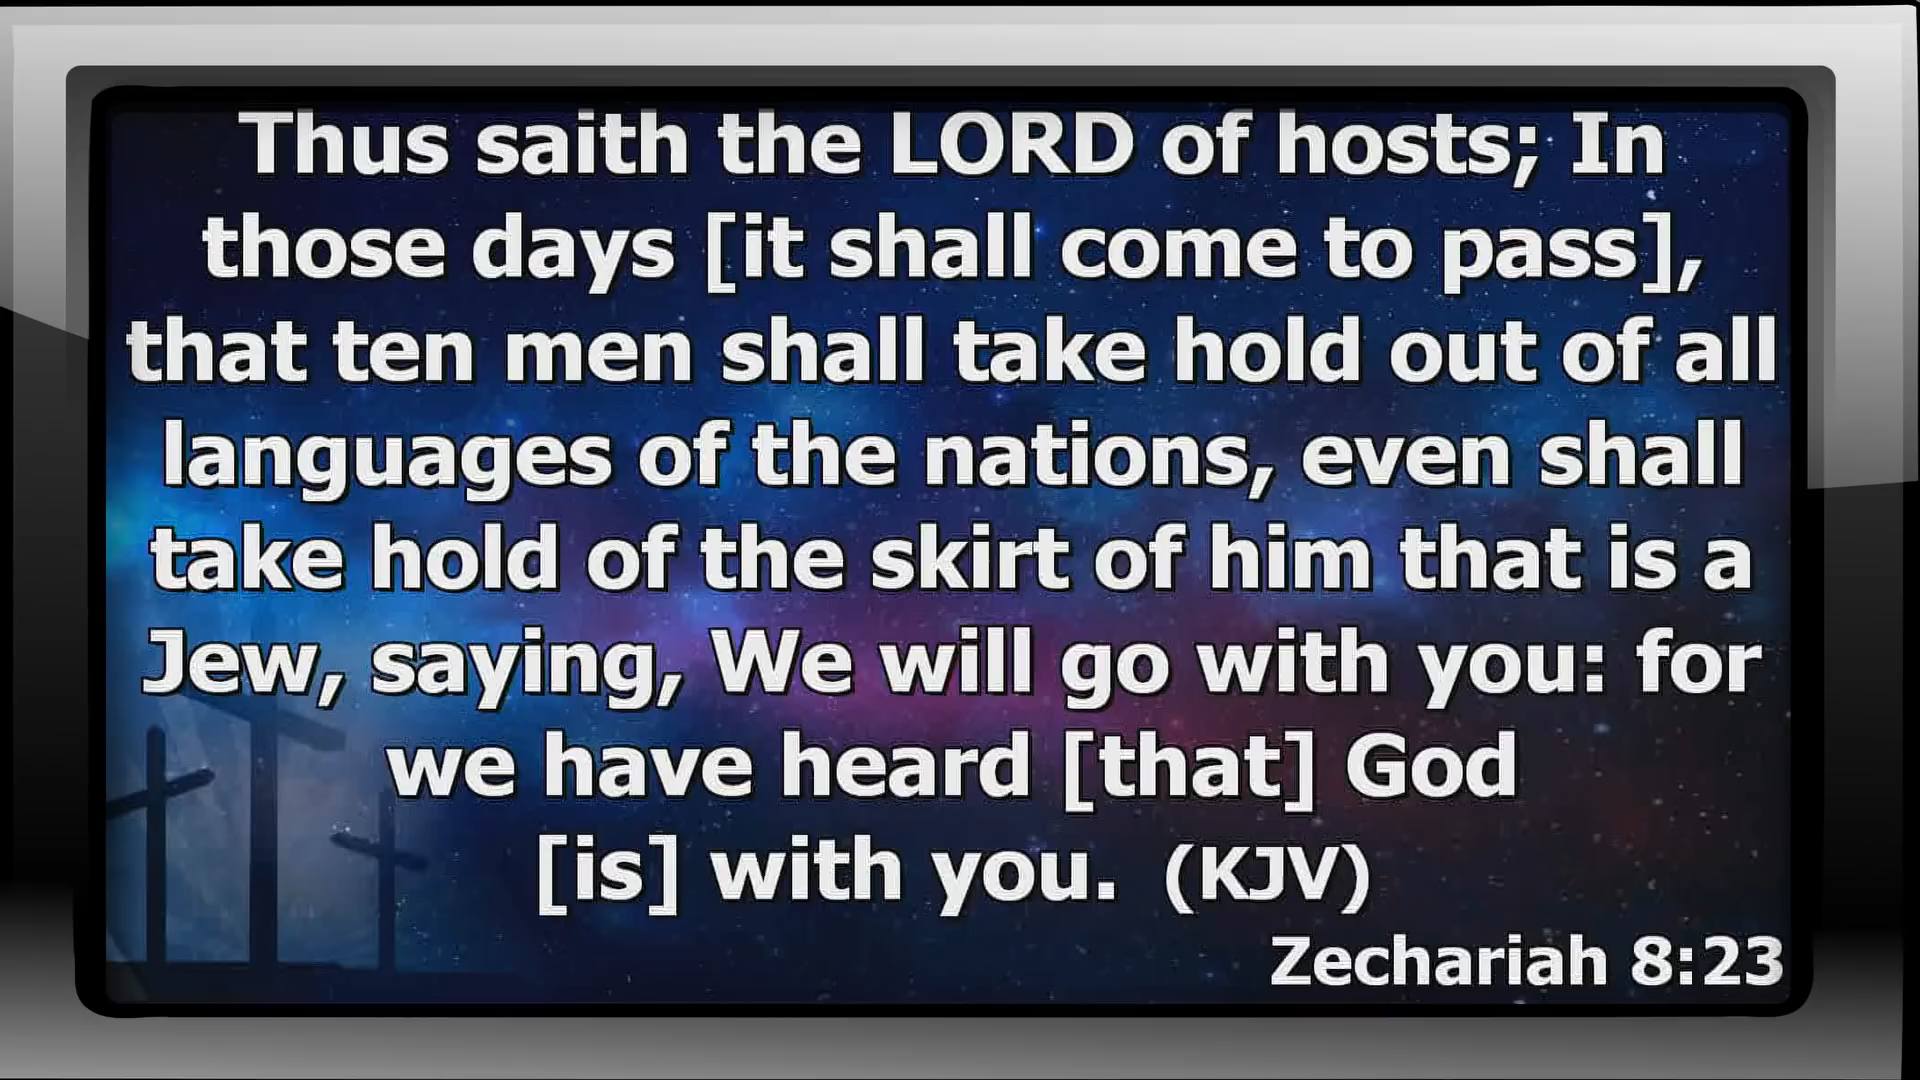 Thus saith the LORD of hosts; In
those days [it shall come to pass],
that ten men shall take hold out of all
languages of the nations, even shall
take hold of the skirt of him that is a
Jew, saying, We will go with you: for
we have heard [that] God
[is] with you. (KJV)
Zechariah 8:23